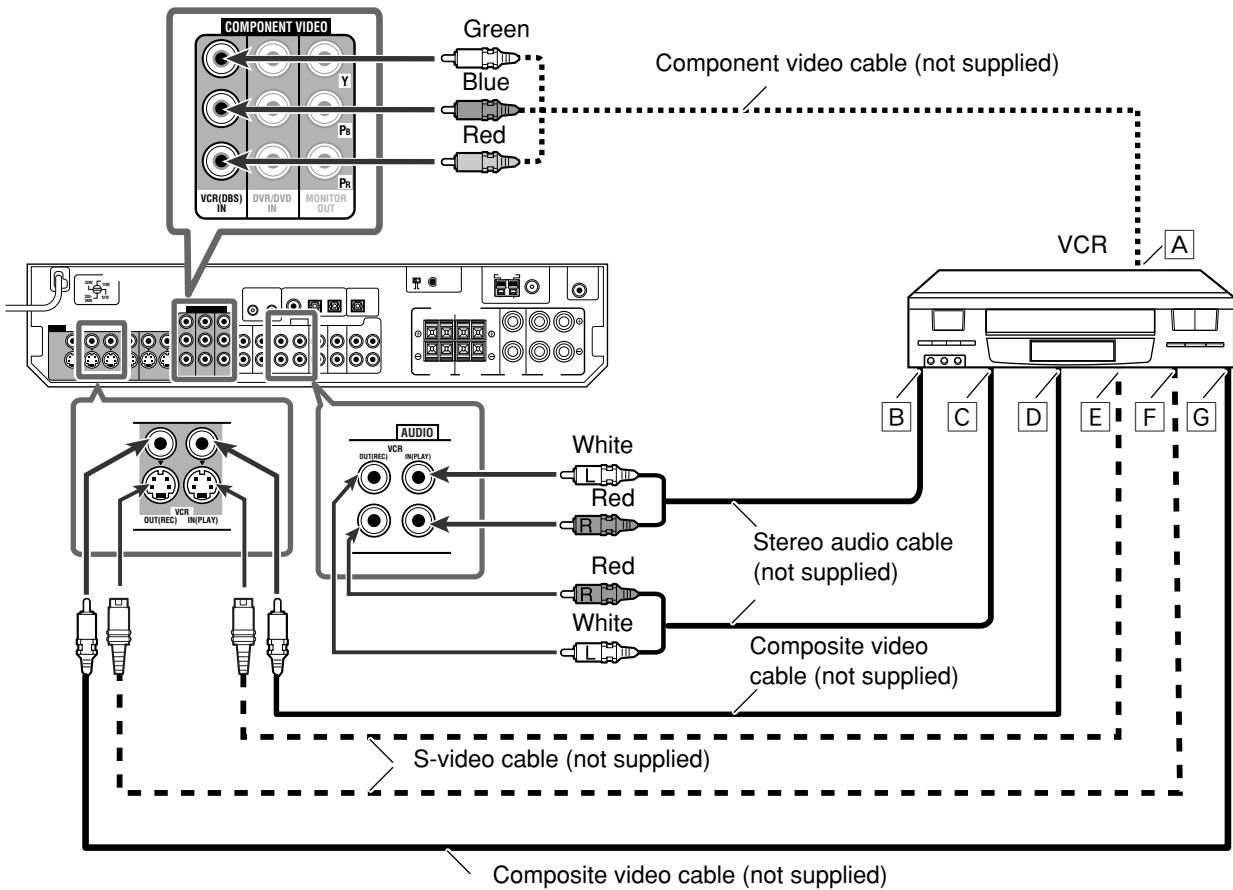 COMPONENT VIDEO
Y
PB
PR
VCR(DBS) IN
DVR/DVD IN
MONITOR OUT
Green
Blue
Red
Component video cable (not supplied)
VCR
A
B
C
D
E
F
G
VCR
OUT(REC) IN(PLAY)
AUDIO
VCR
OUT(REC) IN(PLAY)
White
L
Red
R
Stereo audio cable
(not supplied)
Red
R
White
L
Composite video
cable (not supplied)
S-video cable (not supplied)
Composite video cable (not supplied)